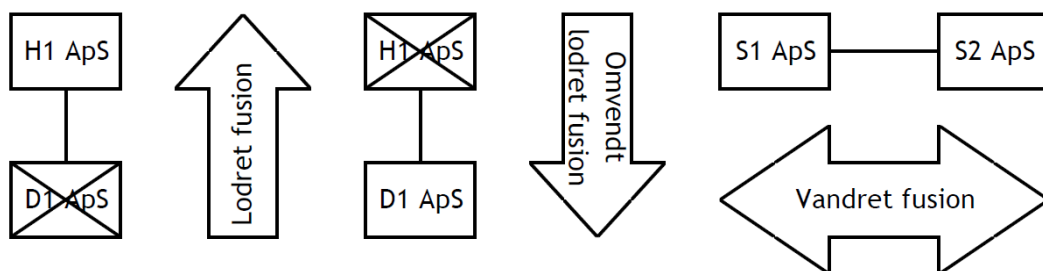 H1 ApS
D1 ApS
Lodret fusion
H1 ApS
D1 ApS
Omvendt
lodret fusion
S1 ApS
S2 ApS
Vandret fusion